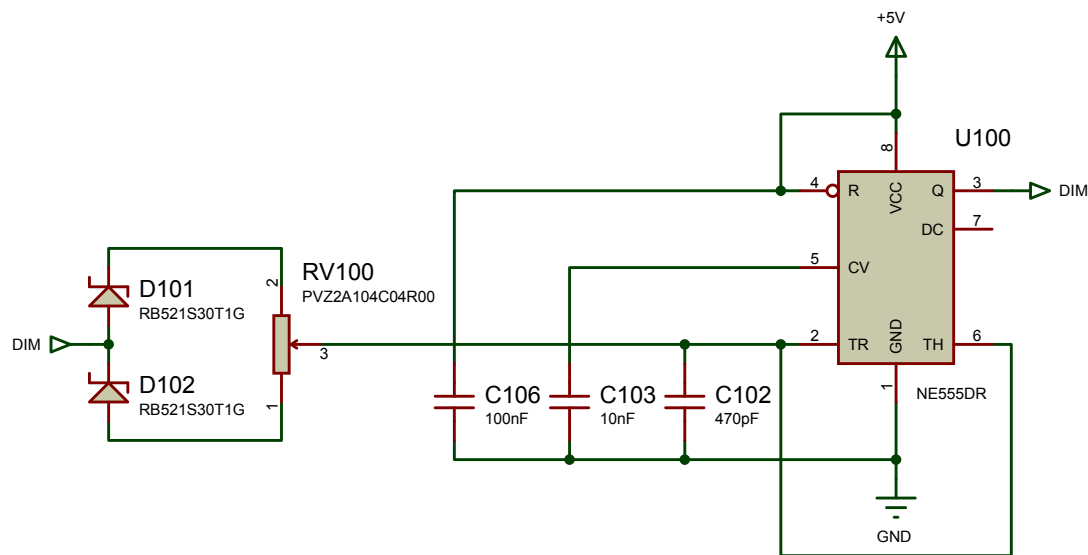 +5V
U100
8
4
R
VCC
Q
3
DIM
DC
7
5
CV
2
RV100
PVZ2A104C04R00
D101
RB521S30T1G
DIM
3
2
TR
GND
TH
6
D102
RB521S30T1G
1
C106
100nF
C103
10nF
C102
470pF
1
NE555DR
GND